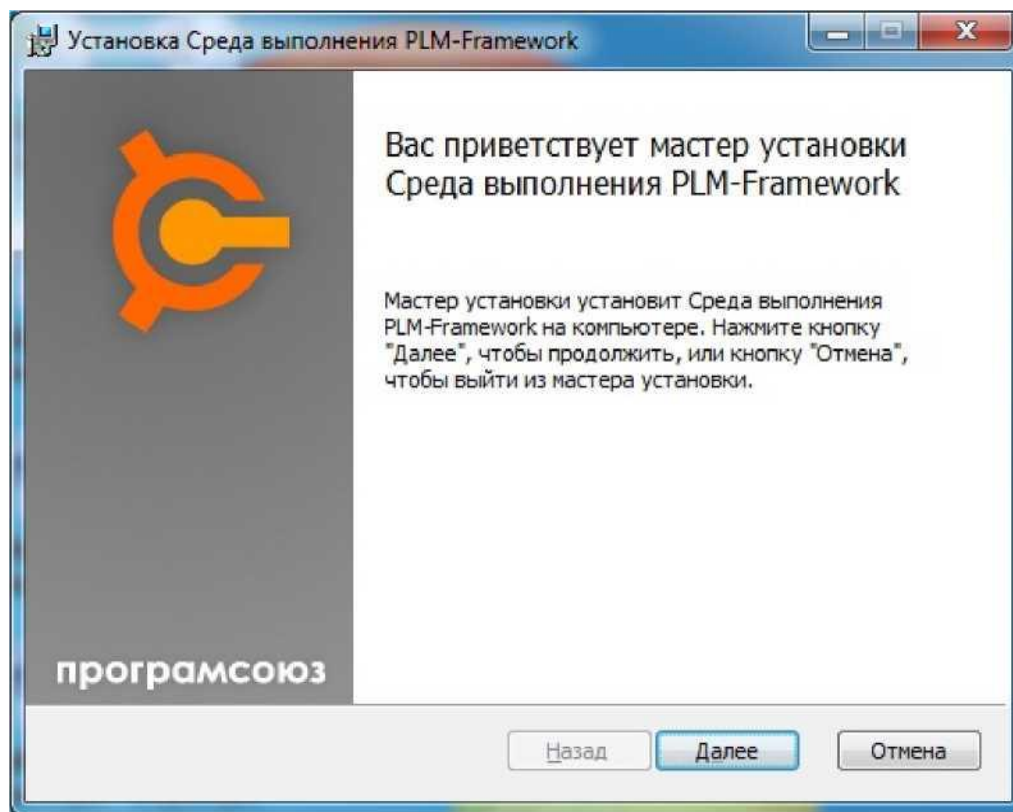 Установка Среда выполнения PLM-Framework
Вас приветствует мастер установки
Среда выполнения PLM-Framework
Мастер установки установит Среда выполнения
PLM-Framework на компьютере. Нажмите кнопку
"Далее", чтобы продолжить, или кнопку "Отмена",
чтобы выйти из мастера установки.
програмсоюз
Назад Далее Отмена